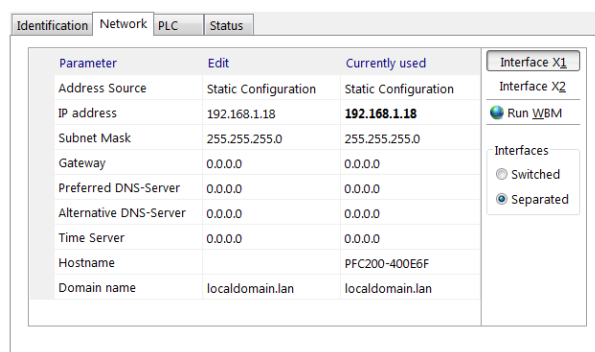 Identification Network PLC Status
Parameter Edit Currently used Interface X1
Address Source Static Configuration Static Configuration Interface X2
IP address 192.168.1.18 192.168.1.18 Run WBM
Subnet Mask 255.255.255.0 255.255.255.0
Gateway 0.0.0.0 0.0.0.0 Interfaces
Preferred DNS-Server 0.0.0.0 0.0.0.0 Switched
Alternative DNS-Server 0.0.0.0 0.0.0.0 Separated
Time Server 0.0.0.0 0.0.0.0
Hostname PFC200-400E6F
Domain name localdomain.lan localdomain.lan